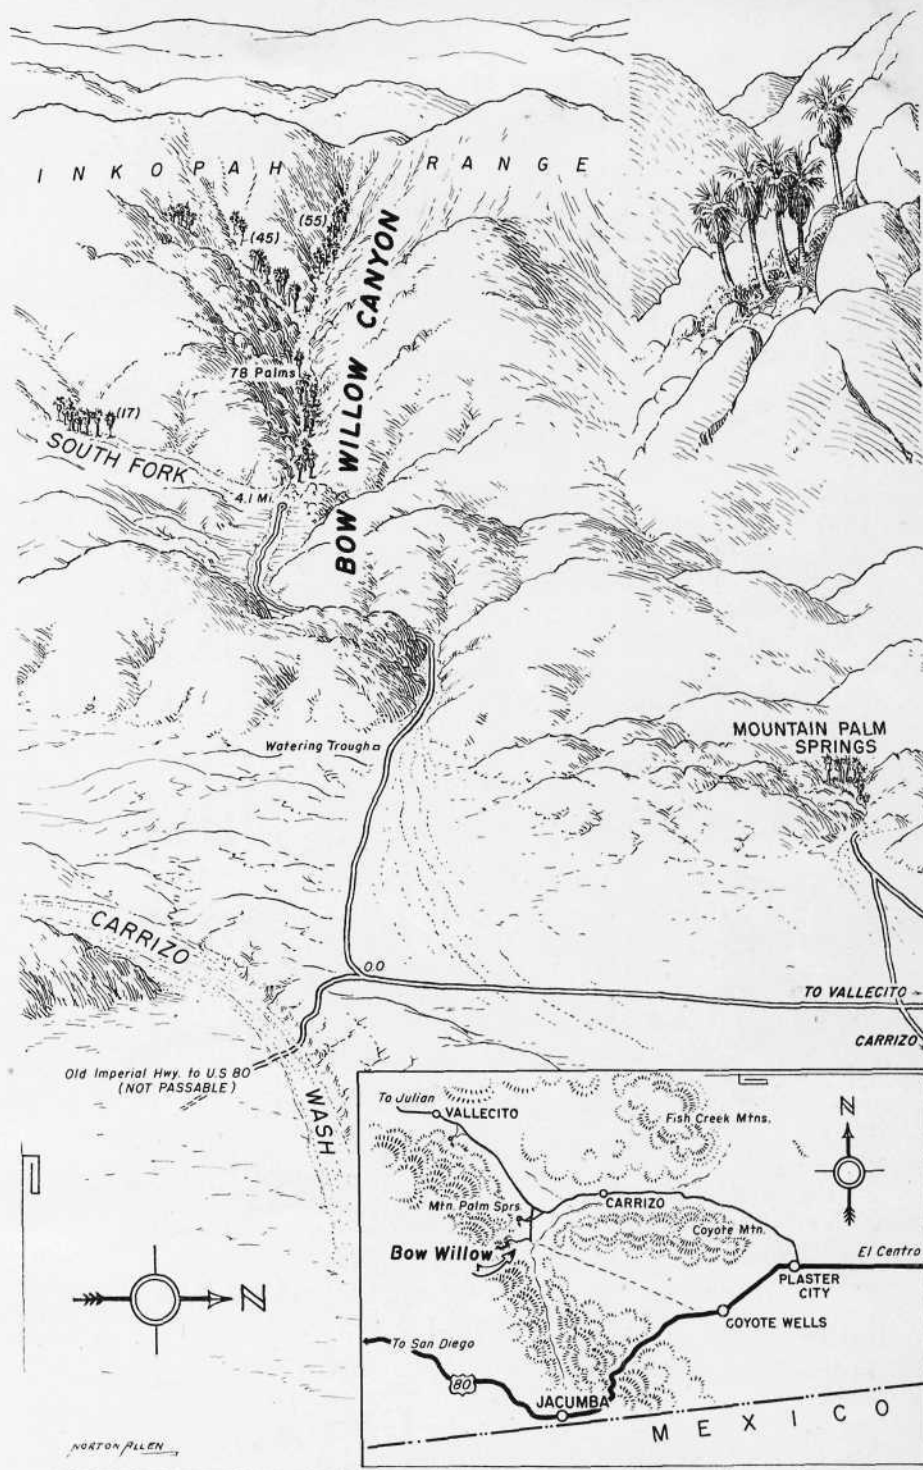 INKOPAH RANGE
(55)
(45)
BOW WILLOW CANYON
78 Palms
(17)
SOUTH FORK
4.1 Mi.
MOUNTAIN PALM
SPRINGS
Watering Trough
CARRIZO
0.0
TO VALLECITO
CARRIZO
Old Imperial Hwy. to U.S 80
(NOT PASSABLE)
WASH
N
NORTON ALLEN
To Julian
VALLECITO
Fish Creek Mtns.
N
Mtn. Palm Sprs.
CARRIZO
Coyote Mtn.
Bow Willow
El Centro
PLASTER
CITY
COYOTE WELLS
To San Diego
80
JACUMBA
MEXICO